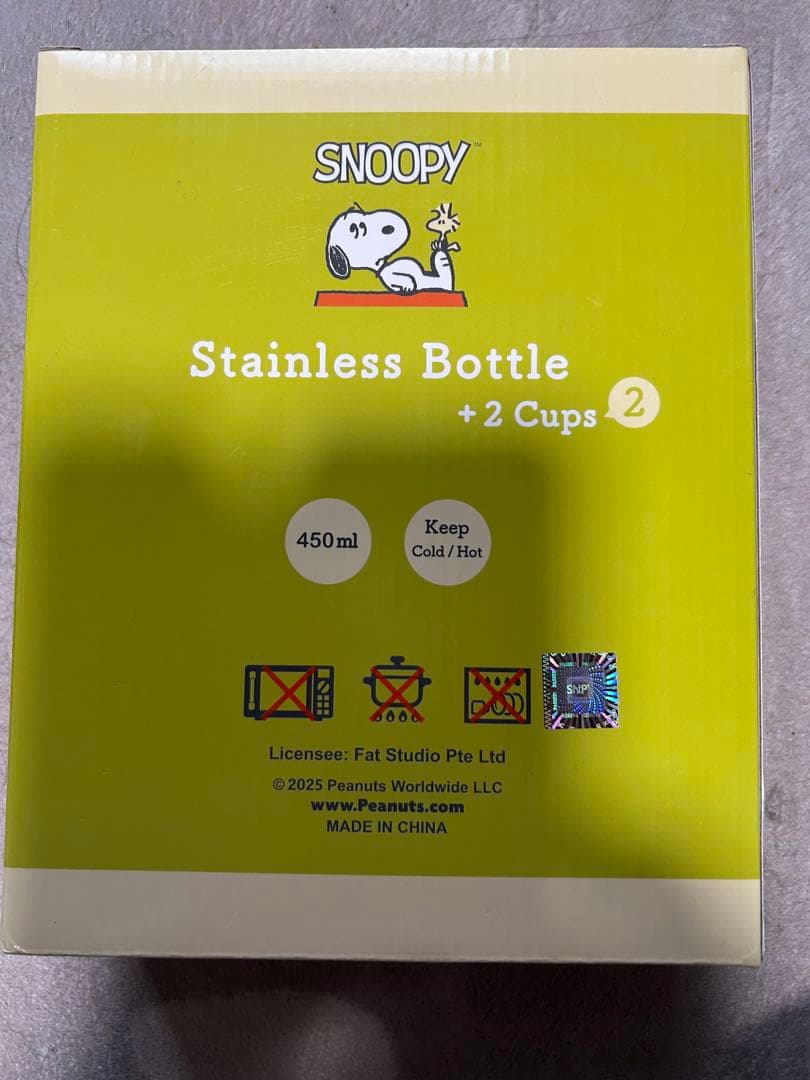 SNOOPY™
Stainless Bottle
+ 2 Cups
2
450ml
Keep
Cold / Hot
Licensee: Fat Studio Pte Ltd
© 2025 Peanuts Worldwide LLC
www.Peanuts.com
MADE IN CHINA